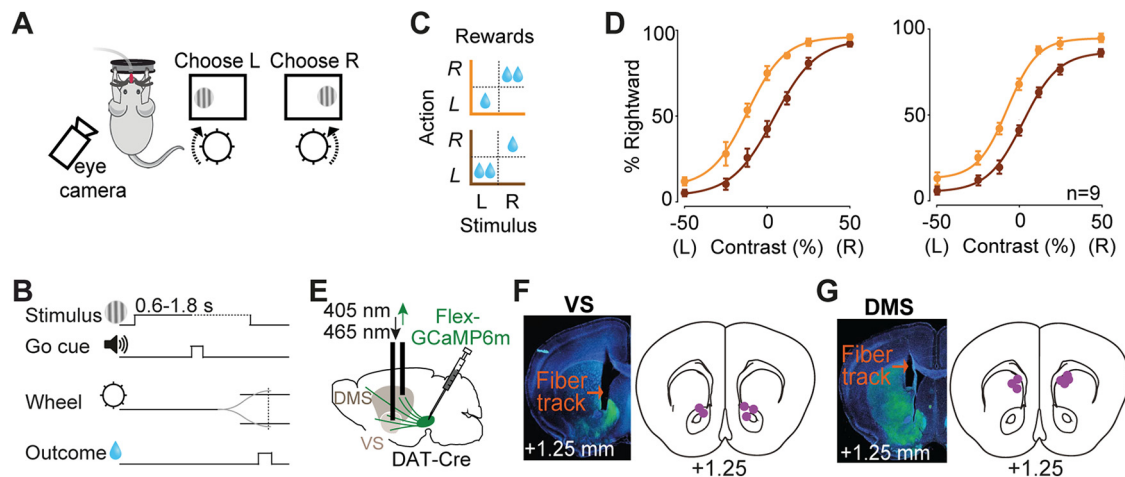 A
Choose L
Choose R
eye
camera
B
Stimulus
0.6-1.8 s
Go cue
Wheel
Outcome
C
Rewards
R
L
R
L
Action
L R
Stimulus
D
% Rightward
100
50
0
-50
0
50
(L) Contrast (%) (R)
-50
0
50
(L) Contrast (%) (R)
100
50
0
n=9
E
405 nm
465 nm
Flex-
GCaMP6m
DMS
VS
DAT-Cre
F
VS
Fiber
track
+1.25 mm
+1.25
G
DMS
Fiber
track
+1.25 mm
+1.25